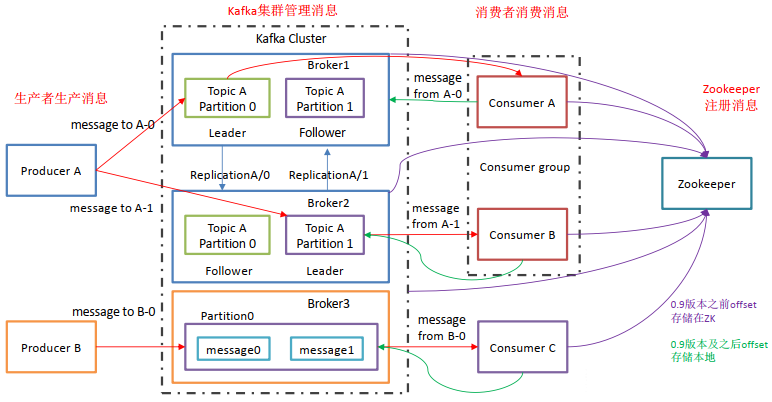 Kafka集群管理消息
消费者消费消息
Kafka Cluster
Broker1
Topic A
Partition 0
Topic A
Partition 1
Leader
Follower
生产者生产消息
message to A-0
Producer A
message to A-1
ReplicationA/0
ReplicationA/1
Broker2
Topic A
Partition 0
Topic A
Partition 1
Follower
Leader
message to B-0
Producer B
Broker3
Partition0
message0
message1
message
from A-0
Consumer A
Consumer group
message
from A-1
Consumer B
message
from B-0
Consumer C
Zookeeper
注册消息
Zookeeper
0.9版本之前offset
存储在ZK
0.9版本及之后offset
存储本地